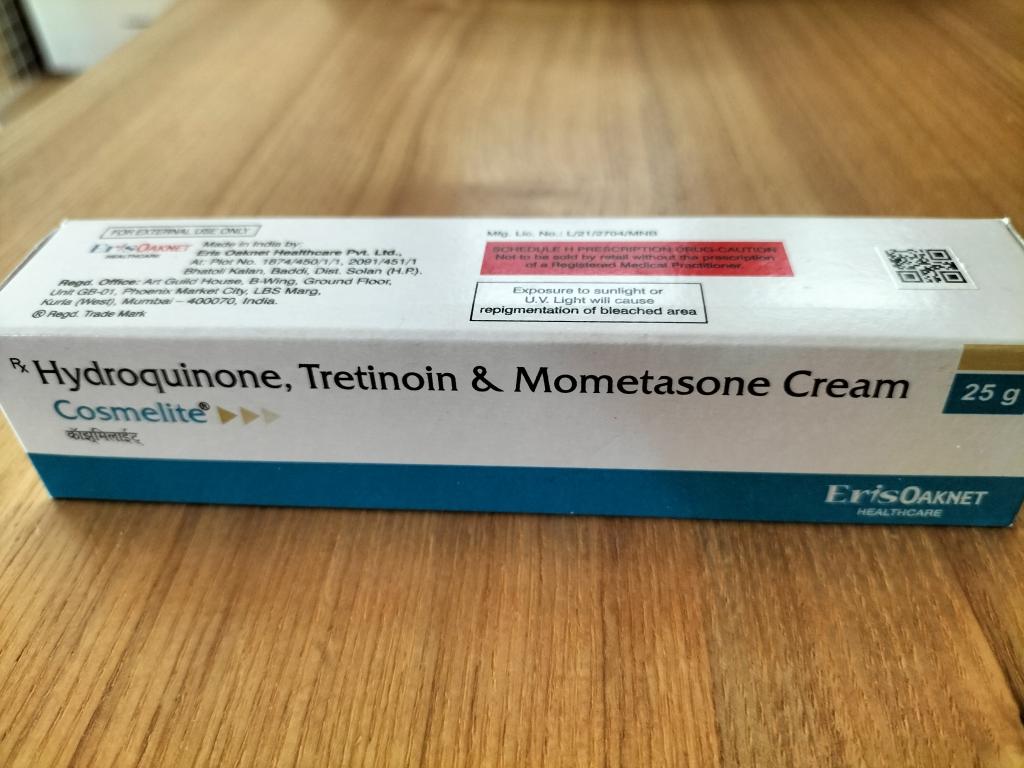 FOR EXTERNAL USE ONLY
ErisOAKNET
HEALTHCARE
Made in India by:
Eris Oaknet Healthcare Pvt. Ltd.,
At: Plot No. 1874/450/1/1, 2091/451/1
Bhatoli Kalan, Baddi, Dist. Solan (H.P.).
Regd. Office: Art Guild House, B-Wing, Ground Floor,
Unit GB-01, Phoenix Market City, LBS Marg,
Kurla (West), Mumbai – 400070, India.
® Regd. Trade Mark
Mfg. Lic. No.: L/21/2704/MNB
SCHEDULE H PRESCRIPTION DRUG-CAUTION
Not to be sold by retail without the prescription
of a Registered Medical Practitioner.
Exposure to sunlight or
U.V. Light will cause
repigmentation of bleached area
Rx Hydroquinone, Tretinoin & Mometasone Cream
Cosmelite®
कॉझ्मिलाईट्
25 g
ErisOAKNET
HEALTHCARE